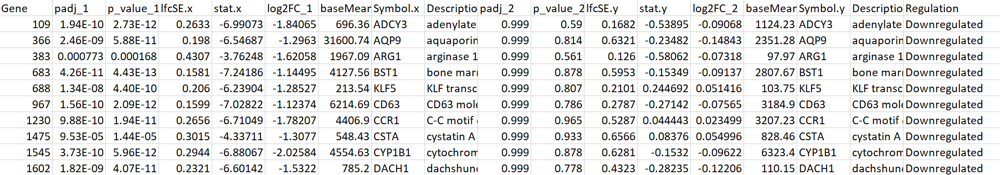 Gene padj_1 p_value_1 lfcSE.x stat.x log2FC_1 baseMear Symbol.x Descriptio padj_2 p_value_2 lfcSE.y stat.y log2FC_2 baseMear Symbol.y Descriptio Regulation
109 1.94E-10 2.73E-12 0.2633 -6.99073 -1.84065 696.36 ADCY3 adenylate 0.999 0.59 0.1682 -0.53895 -0.09068 1124.23 ADCY3 adenylate Downregulated
366 2.46E-09 5.88E-11 0.198 -6.54687 -1.2963 31600.74 AQP9 aquaporin 0.999 0.814 0.6321 -0.23482 -0.14843 2351.28 AQP9 aquaporin Downregulated
383 0.000773 0.000168 0.4307 -3.76248 -1.62058 1967.09 ARG1 arginase 1 0.999 0.561 0.126 -0.58062 -0.07318 97.97 ARG1 arginase 1 Downregulated
683 4.26E-11 4.43E-13 0.1581 -7.24186 -1.14495 4127.56 BST1 bone marr 0.999 0.878 0.5953 -0.15349 -0.09137 2807.67 BST1 bone marr Downregulated
688 1.34E-08 4.40E-10 0.206 -6.23904 -1.28527 213.54 KLF5 KLF transc 0.999 0.807 0.2101 0.244692 0.051416 103.75 KLF5 KLF transc Downregulated
967 1.56E-10 2.09E-12 0.1599 -7.02822 -1.12374 6214.69 CD63 CD63 mole 0.999 0.786 0.2787 -0.27142 -0.07565 3184.9 CD63 CD63 mole Downregulated
1230 9.88E-10 1.94E-11 0.2656 -6.71049 -1.78207 4406.9 CCR1 C-C motif 0.999 0.965 0.5287 0.044443 0.023499 3207.23 CCR1 C-C motif Downregulated
1475 9.53E-05 1.44E-05 0.3015 -4.33711 -1.3077 548.43 CSTA cystatin A 0.999 0.933 0.6566 0.08376 0.054996 828.46 CSTA cystatin A Downregulated
1545 3.73E-10 5.96E-12 0.2944 -6.88067 -2.02584 4554.63 CYP1B1 cytochrom 0.999 0.878 0.6281 -0.1532 -0.09622 6323.4 CYP1B1 cytochrom Downregulated
1602 1.82E-09 4.07E-11 0.2321 -6.60142 -1.5322 785.2 DACH1 dachshund 0.999 0.778 0.4323 -0.28235 -0.12206 110.15 DACH1 dachshund Downregulated